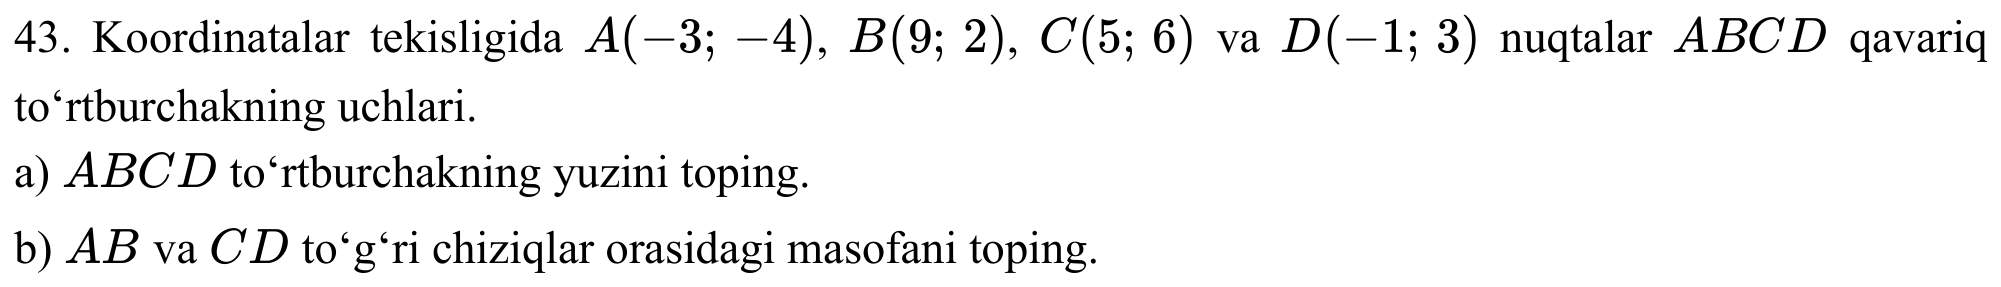 43. Koordinatalar tekisligida A(−3; −4), B(9; 2), C(5; 6) va D(−1; 3) nuqtalar ABCD qavariq
to‘rtburchakning uchlari.
a) ABCD to‘rtburchakning yuzini toping.
b) AB va CD to‘g‘ri chiziqlar orasidagi masofani toping.